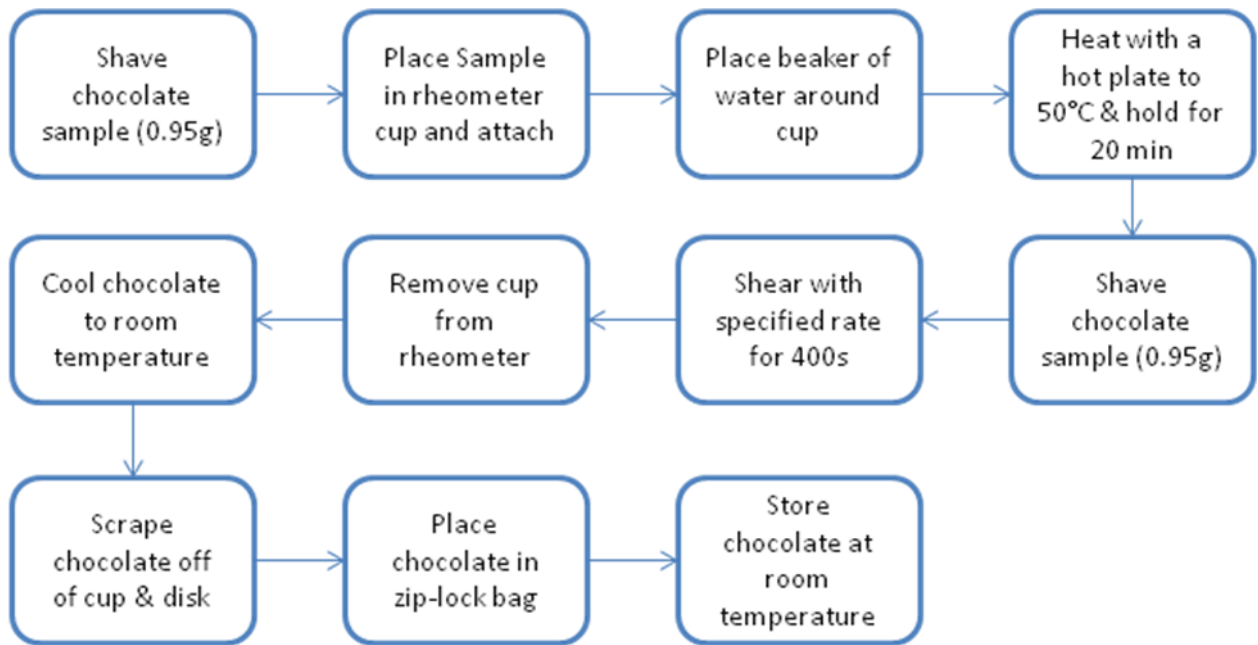 Shave
chocolate
sample (0.95g)
Place Sample
in rheometer
cup and attach
Place beaker of
water around
cup
Heat with a
hot plate to
50°C & hold for
20 min
Shave
chocolate
sample (0.95g)
Shear with
specified rate
for 400s
Remove cup
from
rheometer
Cool chocolate
to room
temperature
Scrape
chocolate off
of cup & disk
Place
chocolate in
zip-lock bag
Store
chocolate at
room
temperature